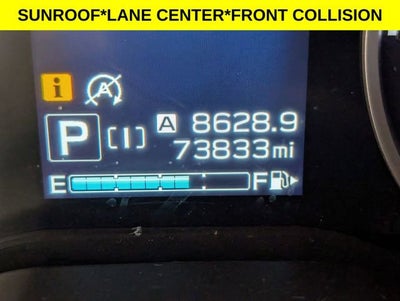 SUNROOF*LANE CENTER*FRONT COLLISION
i A
P [I] A 8628.9
73833mi
E F